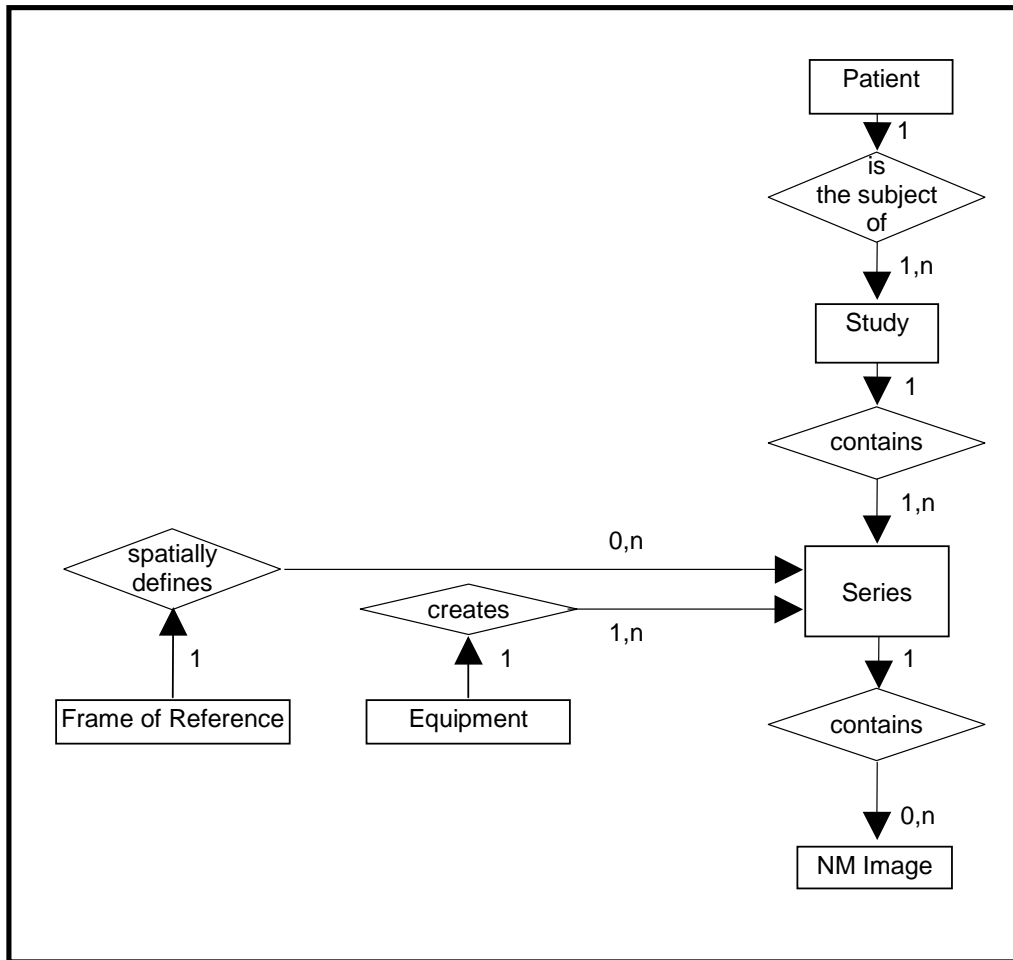 Patient
1
is
the subject
of
1,n
Study
1
contains
1,n
spatially
defines
0,n
Series
creates
1,n
1
1
1
Frame of Reference
Equipment
contains
0,n
NM Image